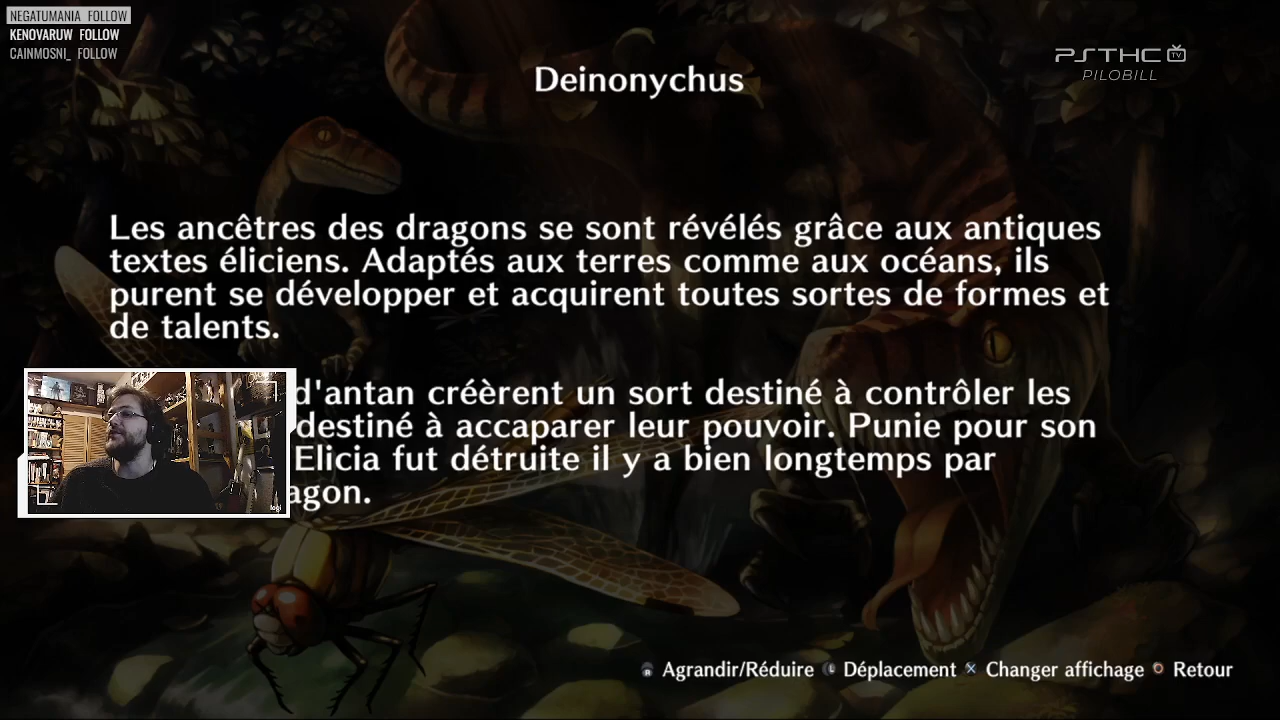 NEGATUMANIA FOLLOW
KENOVARUW FOLLOW
CAINMOSNI_ FOLLOW
PSTHC TV
PILOBILL
Deinonychus
Les ancêtres des dragons se sont révélés grâce aux antiques
textes éliciens. Adaptés aux terres comme aux océans, ils
purent se développer et acquirent toutes sortes de formes et
de talents.
d'antan créèrent un sort destiné à contrôler les
destiné à accaparer leur pouvoir. Punie pour son
Elicia fut détruite il y a bien longtemps par
agon.
logi
R Agrandir/Réduire L Déplacement X Changer affichage O Retour